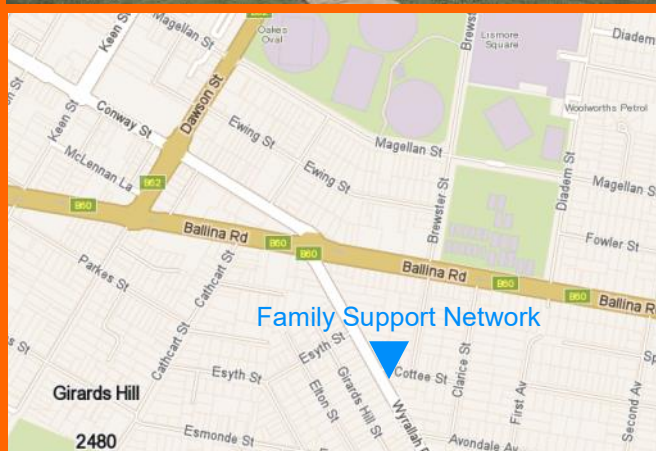 Oakes
Oval
Magellan St
Keen St
Dawson St
Conway St
Keen St
McLennan La
B62
B60
Ewing St
Ewing St
Lismore
Square
Diadem
Woolworths Petrol
Magellan St
Magellan St
Brewster St
Diadem St
Fowler St
Ballina Rd
B60
B60
Ballina Rd
B60
B60
Ballina
Parkes St
Cathcart St
Cathcart St
Family Support Network
Esyth St
Esyth St
Elton St
Girards Hill St
Cottee St
Clarice St
First Av
Second Av
Wyrallah
Girards Hill
2480
Esmonde St
Avondale Av